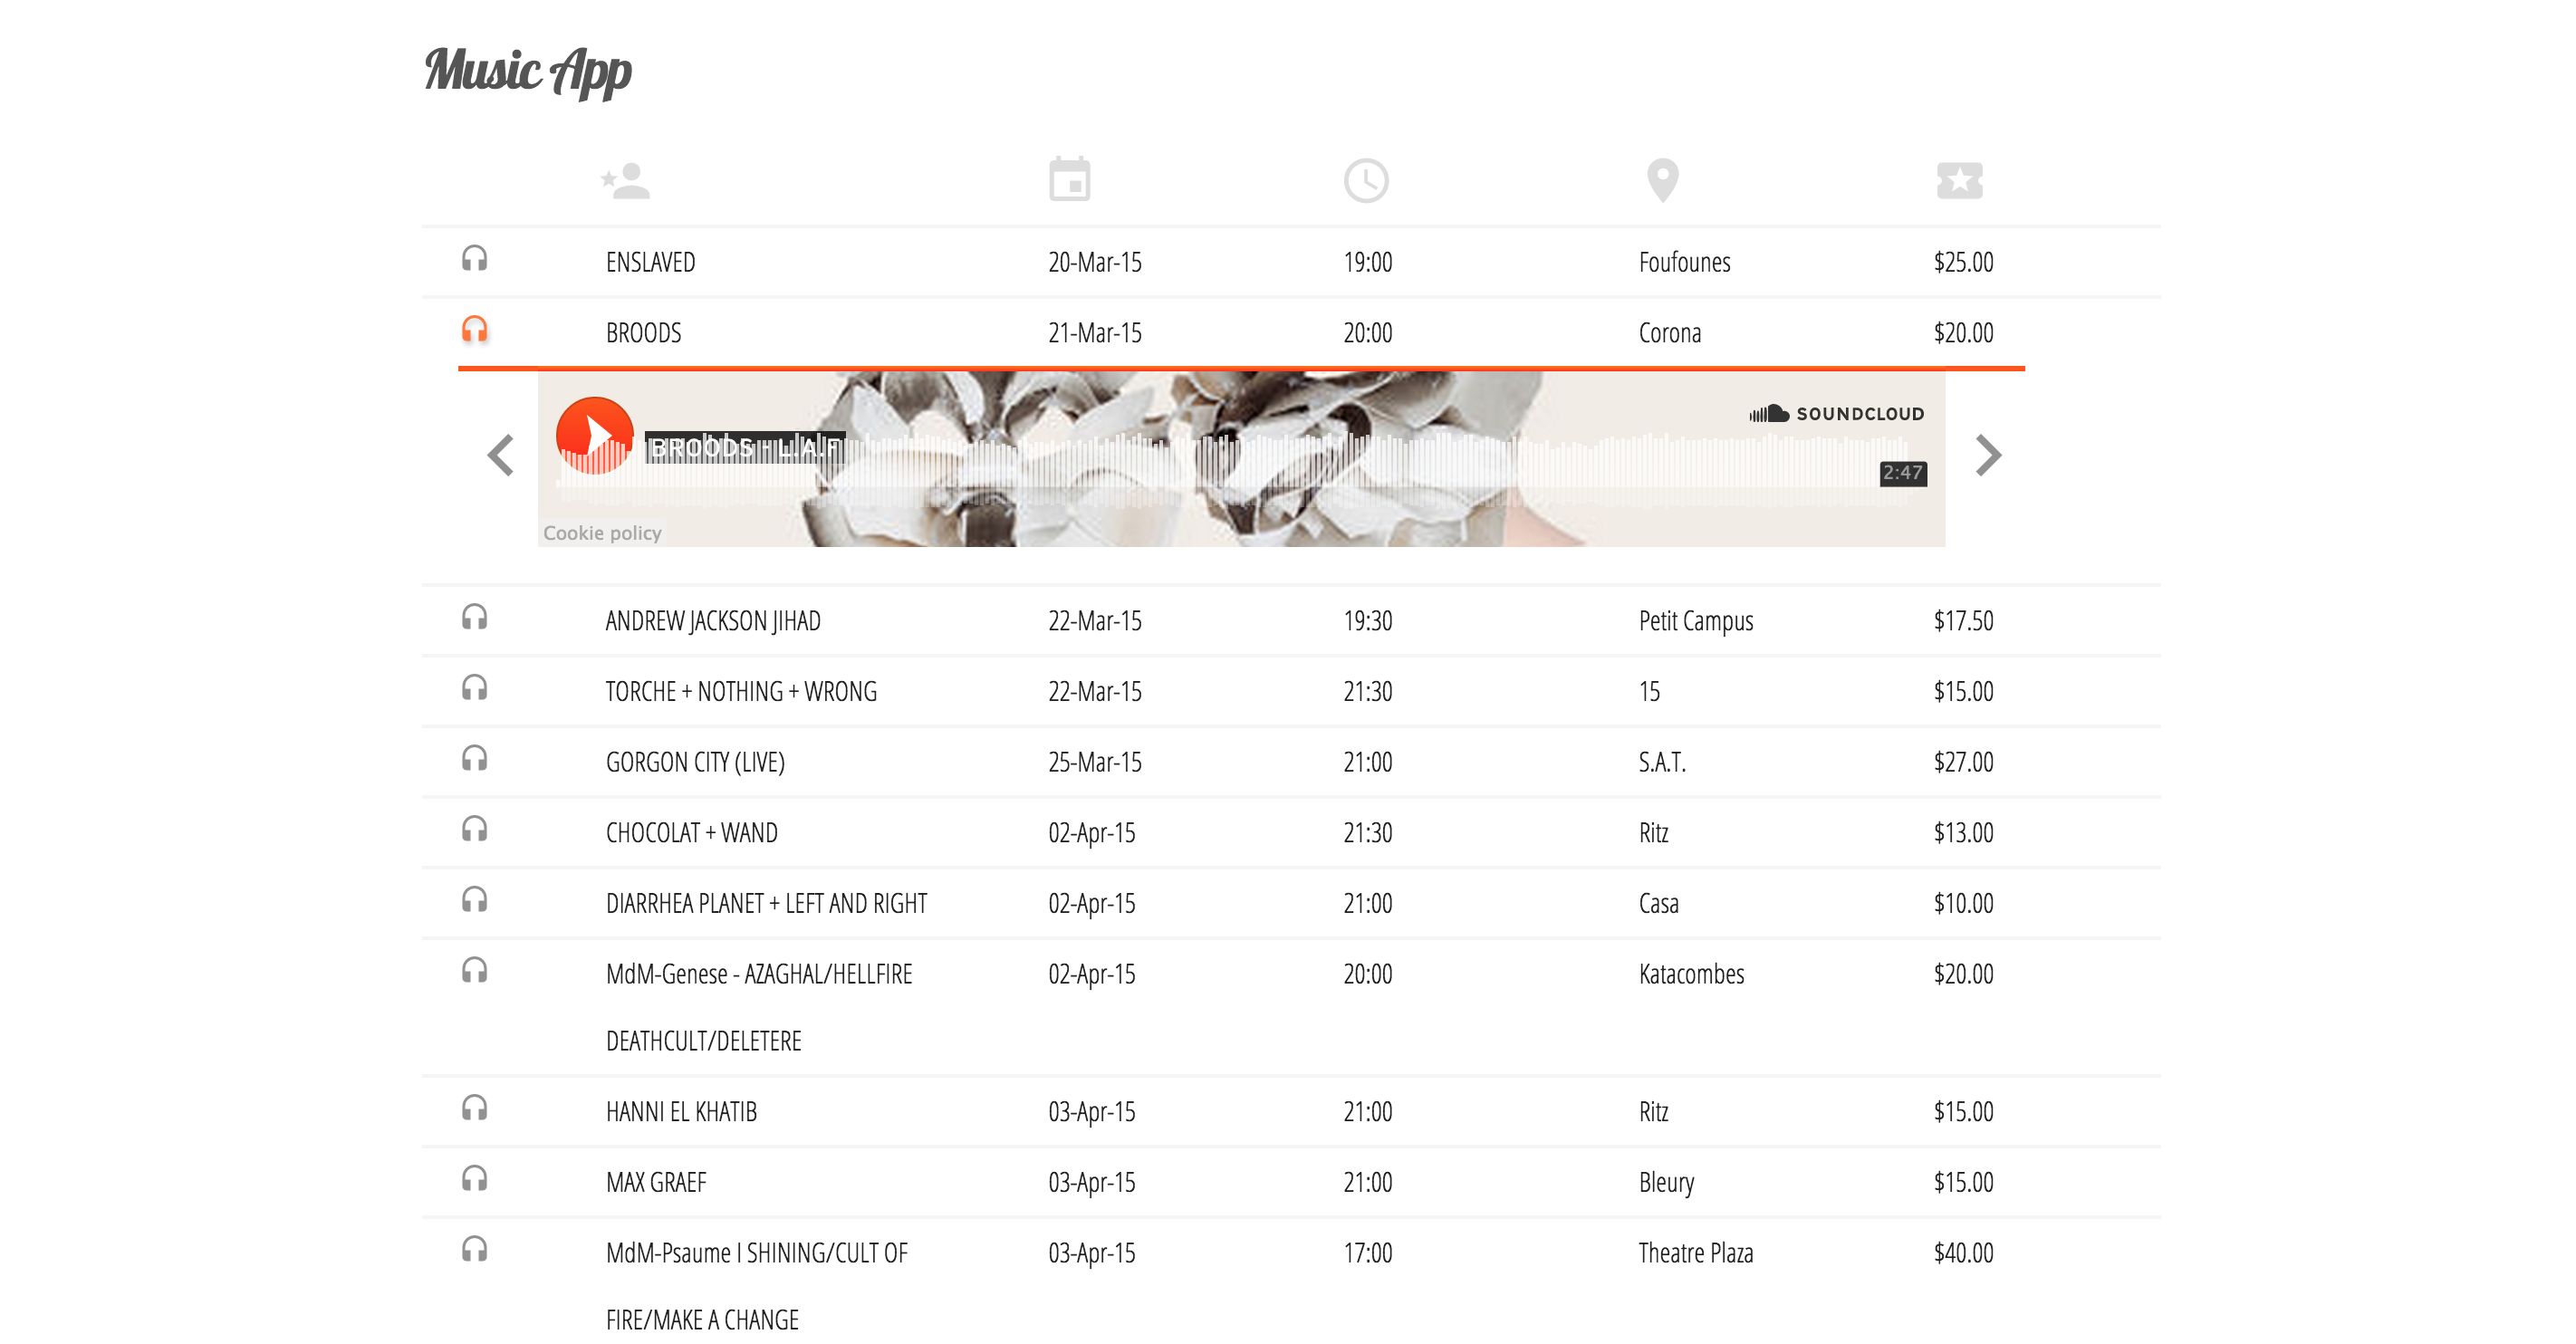 Music App
ENSLAVED 20-Mar-15 19:00 Foufounes $25.00
BROODS 21-Mar-15 20:00 Corona $20.00
SOUNDCLOUD
BROODS - L.A.F
2:47
Cookie policy
ANDREW JACKSON JIHAD 22-Mar-15 19:30 Petit Campus $17.50
TORCHE + NOTHING + WRONG 22-Mar-15 21:30 15 $15.00
GORGON CITY (LIVE) 25-Mar-15 21:00 S.A.T. $27.00
CHOCOLAT + WAND 02-Apr-15 21:30 Ritz $13.00
DIARRHEA PLANET + LEFT AND RIGHT 02-Apr-15 21:00 Casa $10.00
MdM-Genese - AZAGHAL/HELLFIRE 02-Apr-15 20:00 Katacombes $20.00
DEATHCULT/DELETERE
HANNI EL KHATIB 03-Apr-15 21:00 Ritz $15.00
MAX GRAEF 03-Apr-15 21:00 Bleury $15.00
MdM-Psaume I SHINING/CULT OF 03-Apr-15 17:00 Theatre Plaza $40.00
FIRE/MAKE A CHANGE